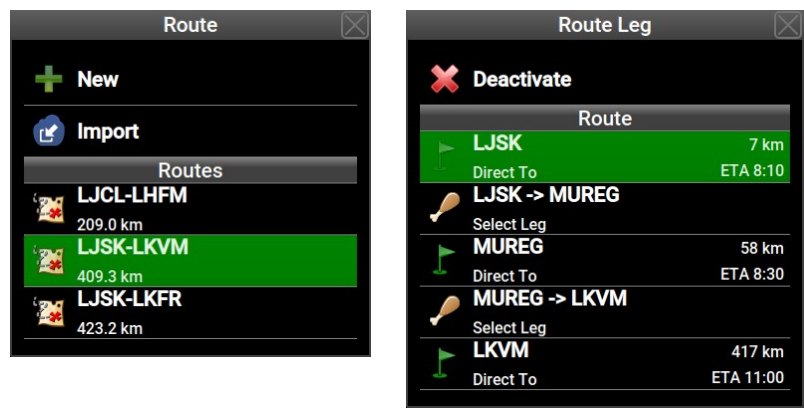 Route
New
Import
Routes
LJCL-LHFM
209.0 km
LJSK-LKVM
409.3 km
LJSK-LKFR
423.2 km
Route Leg
Deactivate
Route
LJSK 7 km
Direct To ETA 8:10
LJSK -> MUREG
Select Leg
MUREG 58 km
Direct To ETA 8:30
MUREG -> LKVM
Select Leg
LKVM 417 km
Direct To ETA 11:00